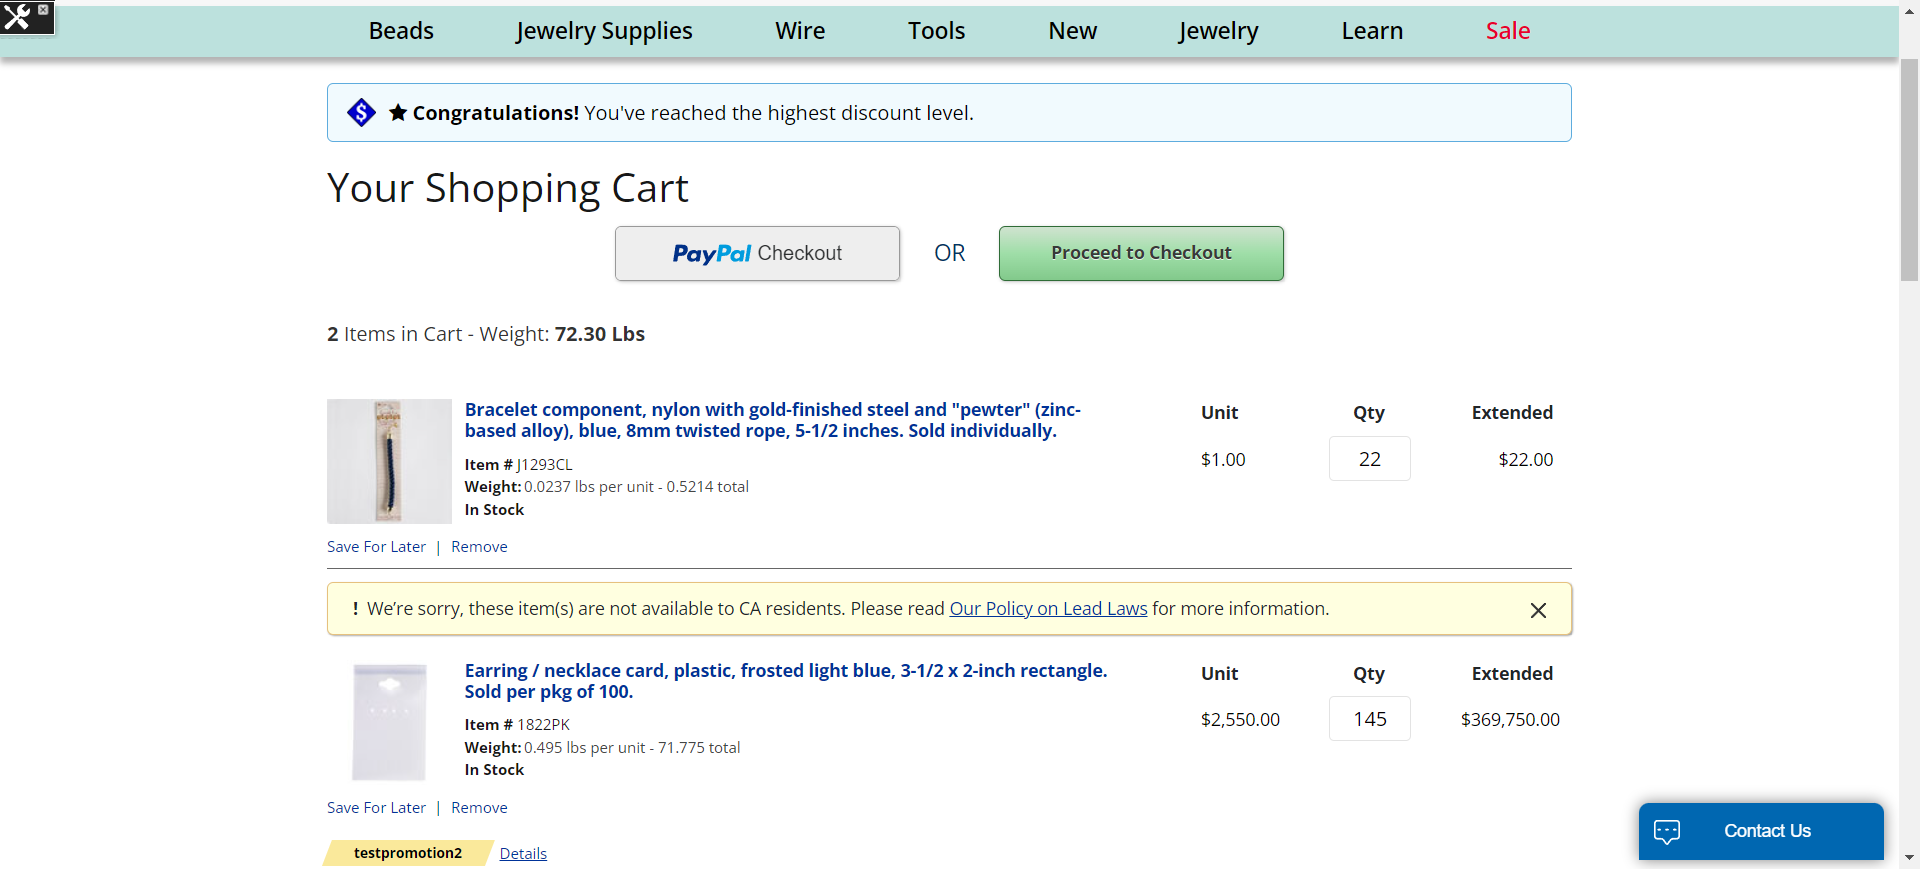 Beads Jewelry Supplies Wire Tools New Jewelry Learn Sale
★ Congratulations! You've reached the highest discount level.
Your Shopping Cart
PayPal Checkout OR Proceed to Checkout
2 Items in Cart - Weight: 72.30 Lbs
Bracelet component, nylon with gold-finished steel and "pewter" (zinc-
based alloy), blue, 8mm twisted rope, 5-1/2 inches. Sold individually.
Item # J1293CL
Weight: 0.0237 lbs per unit - 0.5214 total
In Stock
Unit Qty Extended
$1.00 22 $22.00
Save For Later | Remove
! We’re sorry, these item(s) are not available to CA residents. Please read Our Policy on Lead Laws for more information.
Earring / necklace card, plastic, frosted light blue, 3-1/2 x 2-inch rectangle.
Sold per pkg of 100.
Item # 1822PK
Weight: 0.495 lbs per unit - 71.775 total
In Stock
Unit Qty Extended
$2,550.00 145 $369,750.00
Save For Later | Remove
testpromotion2 Details
Contact Us